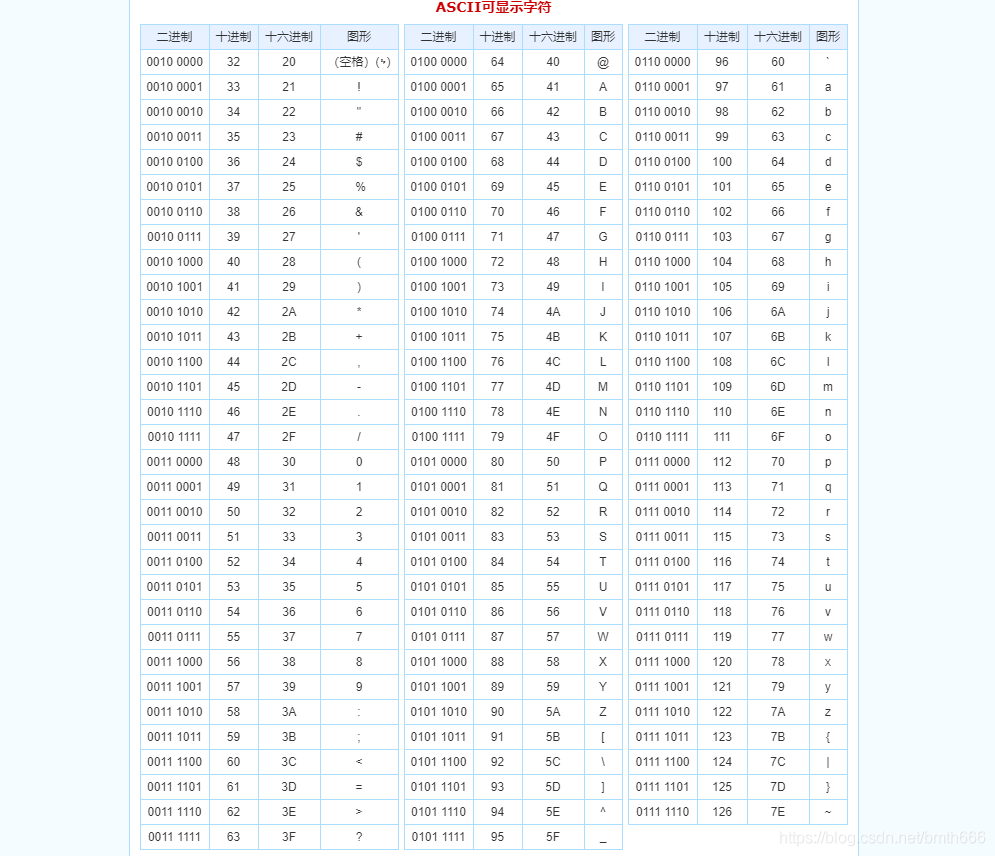 ASCII可显示字符
二进制 十进制 十六进制 图形 二进制 十进制 十六进制 图形 二进制 十进制 十六进制 图形
0010 0000 32 20 （空格）(␠) 0100 0000 64 40 @ 0110 0000 96 60 `
0010 0001 33 21 ! 0100 0001 65 41 A 0110 0001 97 61 a
0010 0010 34 22 " 0100 0010 66 42 B 0110 0010 98 62 b
0010 0011 35 23 # 0100 0011 67 43 C 0110 0011 99 63 c
0010 0100 36 24 $ 0100 0100 68 44 D 0110 0100 100 64 d
0010 0101 37 25 % 0100 0101 69 45 E 0110 0101 101 65 e
0010 0110 38 26 & 0100 0110 70 46 F 0110 0110 102 66 f
0010 0111 39 27 ' 0100 0111 71 47 G 0110 0111 103 67 g
0010 1000 40 28 ( 0100 1000 72 48 H 0110 1000 104 68 h
0010 1001 41 29 ) 0100 1001 73 49 I 0110 1001 105 69 i
0010 1010 42 2A * 0100 1010 74 4A J 0110 1010 106 6A j
0010 1011 43 2B + 0100 1011 75 4B K 0110 1011 107 6B k
0010 1100 44 2C , 0100 1100 76 4C L 0110 1100 108 6C l
0010 1101 45 2D - 0100 1101 77 4D M 0110 1101 109 6D m
0010 1110 46 2E . 0100 1110 78 4E N 0110 1110 110 6E n
0010 1111 47 2F / 0100 1111 79 4F O 0110 1111 111 6F o
0011 0000 48 30 0 0101 0000 80 50 P 0111 0000 112 70 p
0011 0001 49 31 1 0101 0001 81 51 Q 0111 0001 113 71 q
0011 0010 50 32 2 0101 0010 82 52 R 0111 0010 114 72 r
0011 0011 51 33 3 0101 0011 83 53 S 0111 0011 115 73 s
0011 0100 52 34 4 0101 0100 84 54 T 0111 0100 116 74 t
0011 0101 53 35 5 0101 0101 85 55 U 0111 0101 117 75 u
0011 0110 54 36 6 0101 0110 86 56 V 0111 0110 118 76 v
0011 0111 55 37 7 0101 0111 87 57 W 0111 0111 119 77 w
0011 1000 56 38 8 0101 1000 88 58 X 0111 1000 120 78 x
0011 1001 57 39 9 0101 1001 89 59 Y 0111 1001 121 79 y
0011 1010 58 3A : 0101 1010 90 5A Z 0111 1010 122 7A z
0011 1011 59 3B ; 0101 1011 91 5B [ 0111 1011 123 7B {
0011 1100 60 3C < 0101 1100 92 5C \ 0111 1100 124 7C |
0011 1101 61 3D = 0101 1101 93 5D ] 0111 1101 125 7D }
0011 1110 62 3E > 0101 1110 94 5E ^ 0111 1110 126 7E ~
0011 1111 63 3F ? 0101 1111 95 5F _
https://blog.csdn.net/bmth666